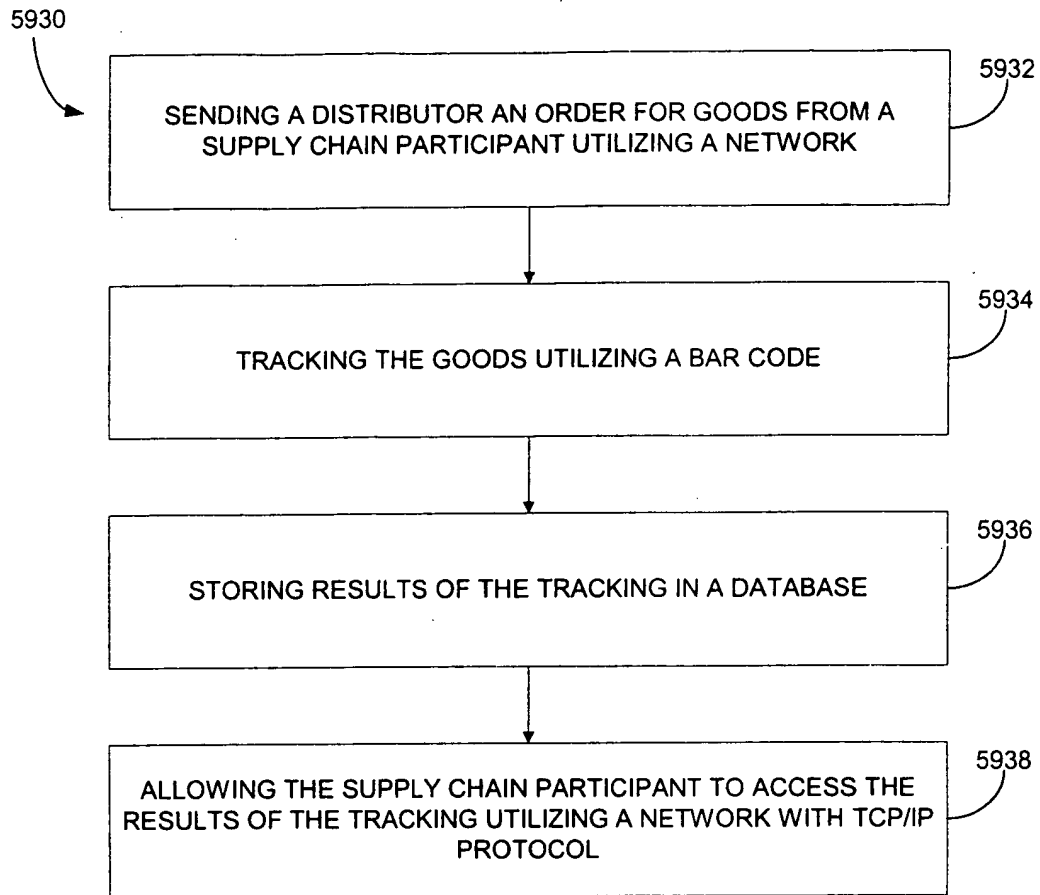 5930
5932
SENDING A DISTRIBUTOR AN ORDER FOR GOODS FROM A
SUPPLY CHAIN PARTICIPANT UTILIZING A NETWORK
5934
TRACKING THE GOODS UTILIZING A BAR CODE
5936
STORING RESULTS OF THE TRACKING IN A DATABASE
5938
ALLOWING THE SUPPLY CHAIN PARTICIPANT TO ACCESS THE
RESULTS OF THE TRACKING UTILIZING A NETWORK WITH TCP/IP
PROTOCOL